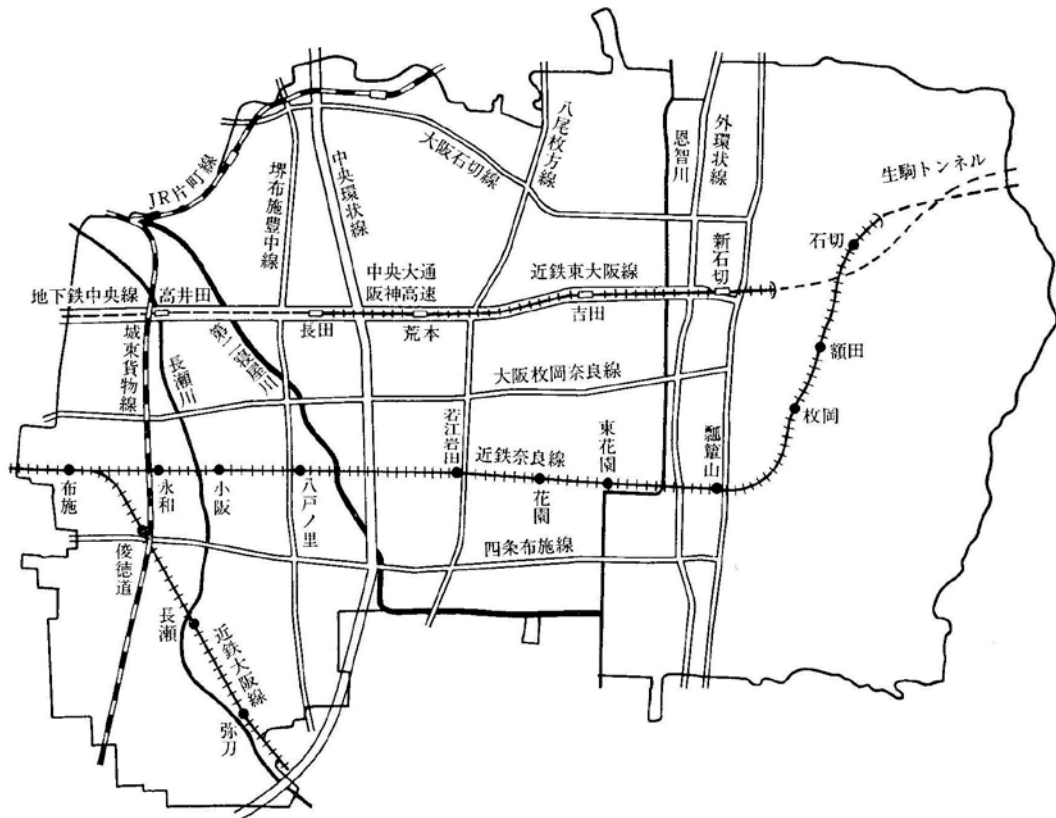 八尾枚方線
外環状線
恩智川
大阪石切線
中央環状線
堺布施豊中線
JR片町線
生駒トンネル
石切
新石切
近鉄東大阪線
中央大通
阪神高速
地下鉄中央線
高井田
長田
荒本
吉田
城東貨物線
長瀬川
第二寝屋川
額田
大阪枚岡奈良線
枚岡
若江岩田
東花園
瓢簞山
近鉄奈良線
布施
永和
小阪
八戸ノ里
花園
俊徳道
四条布施線
長瀬
近鉄大阪線
弥刀